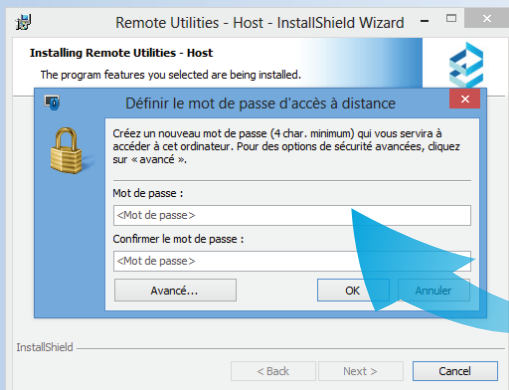 Remote Utilities - Host - InstallShield Wizard
Installing Remote Utilities - Host
The program features you selected are being installed.
Définir le mot de passe d'accès à distance
Créez un nouveau mot de passe (4 char. minimum) qui vous servira à
accéder à cet ordinateur. Pour des options de sécurité avancées, cliquez
sur « avancé ».
Mot de passe :
<Mot de passe>
Confirmer le mot de passe :
<Mot de passe>
Avancé... OK Annuler
InstallShield
< Back Next > Cancel